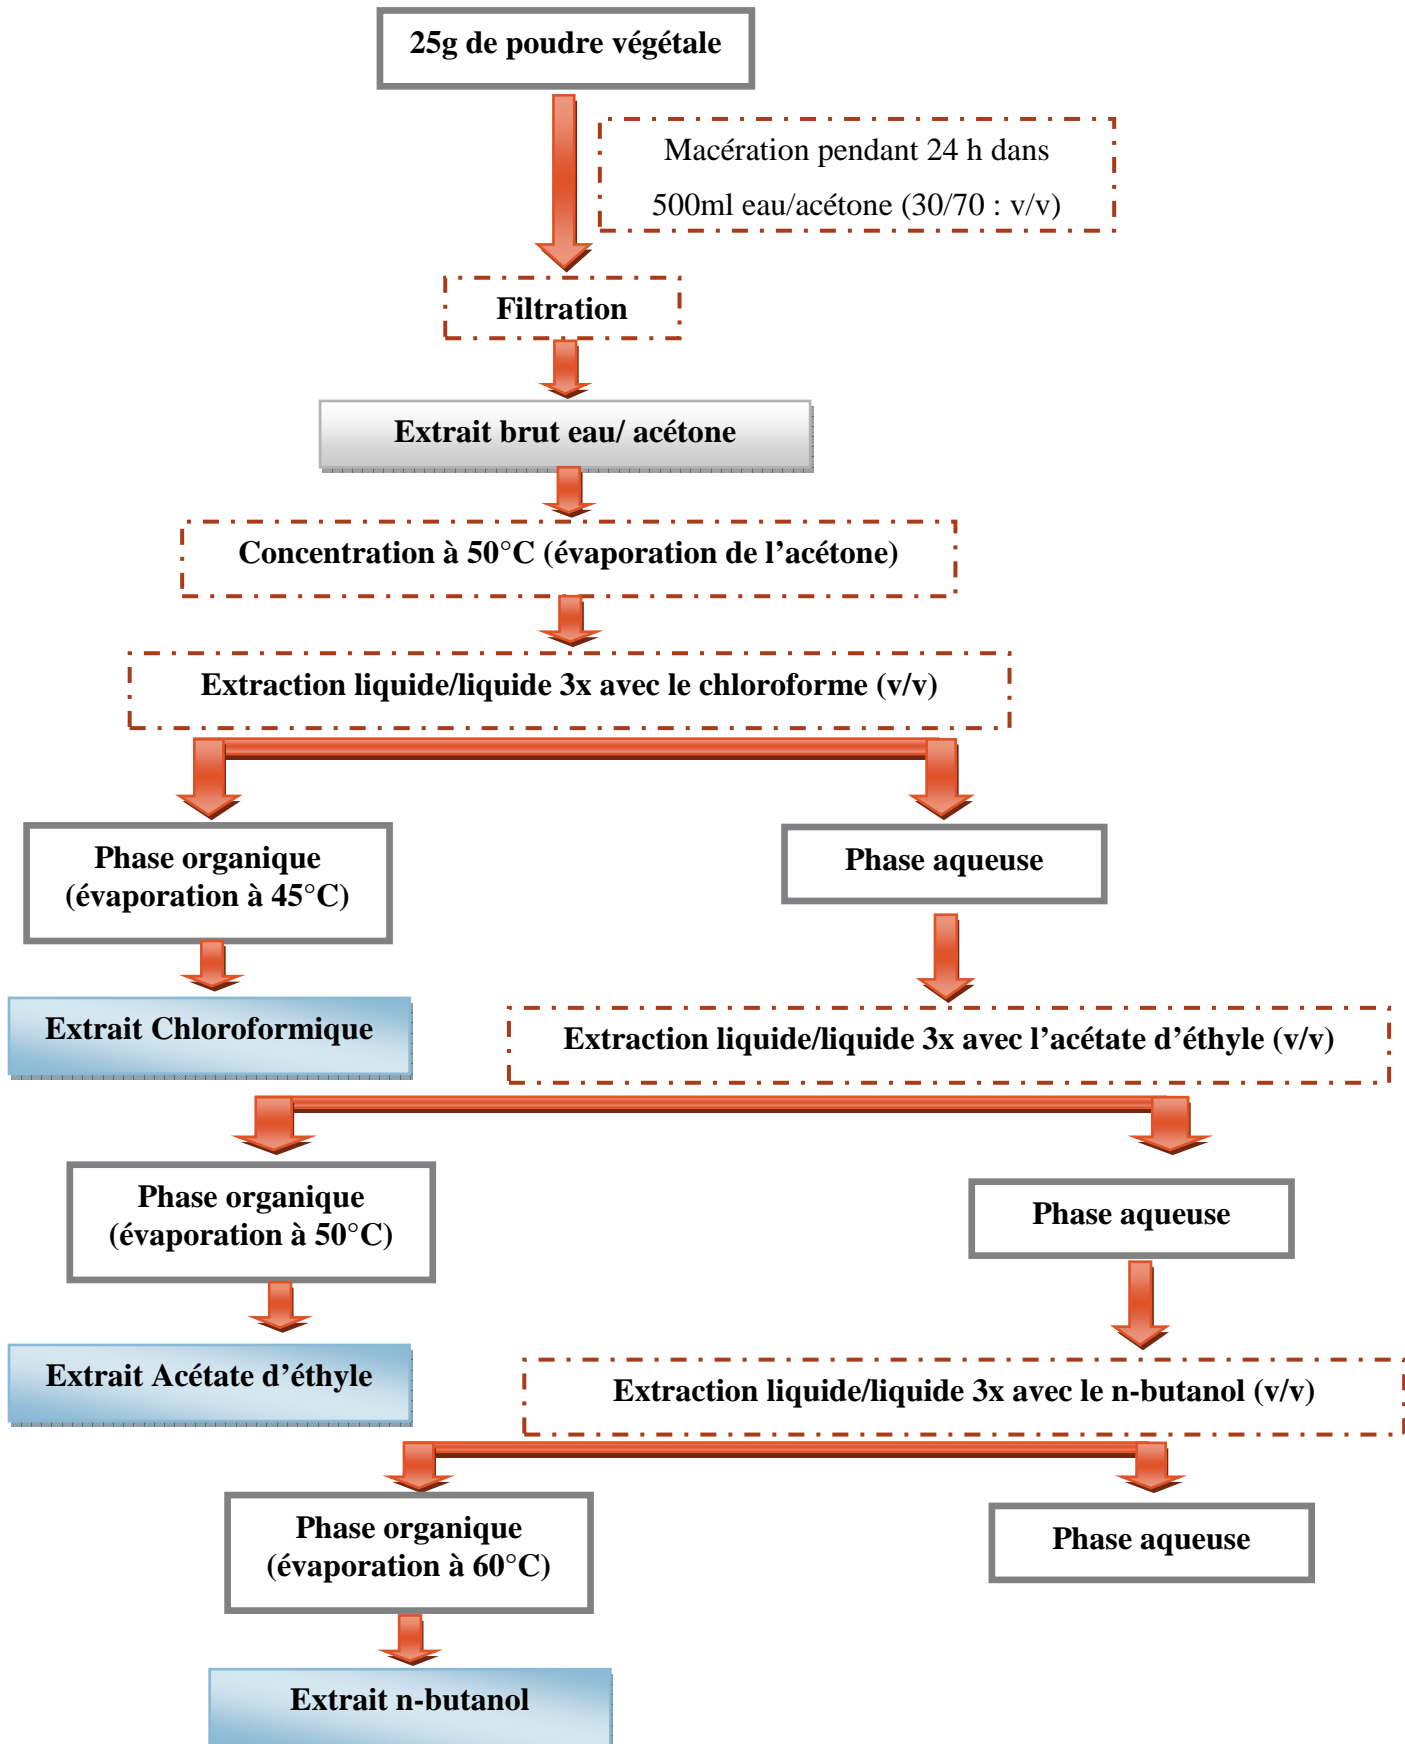 25g de poudre végétale
Macération pendant 24 h dans
500ml eau/acétone (30/70 : v/v)
Filtration
Extrait brut eau/ acétone
Concentration à 50°C (évaporation de l’acétone)
Extraction liquide/liquide 3x avec le chloroforme (v/v)
Phase organique
(évaporation à 45°C)
Phase aqueuse
Extrait Chloroformique
Extraction liquide/liquide 3x avec l’acétate d’éthyle (v/v)
Phase organique
(évaporation à 50°C)
Phase aqueuse
Extrait Acétate d’éthyle
Extraction liquide/liquide 3x avec le n-butanol (v/v)
Phase organique
(évaporation à 60°C)
Phase aqueuse
Extrait n-butanol